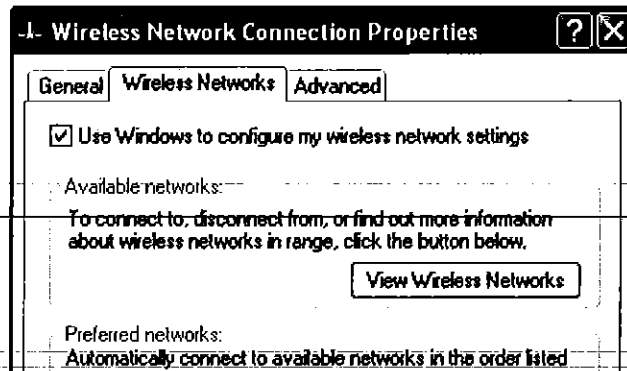 Wireless Network Connection Properties
General Wireless Networks Advanced
Use Windows to configure my wireless network settings
Available networks:
To connect to, disconnect from, or find out more information
about wireless networks in range, click the button below.
View Wireless Networks
Preferred networks:
Automatically connect to available networks in the order listed